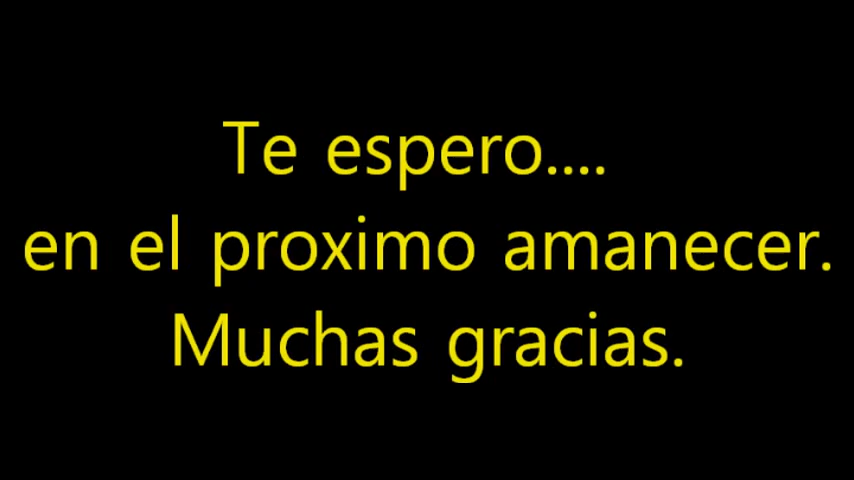 Te espero....
en el proximo amanecer.
Muchas gracias.